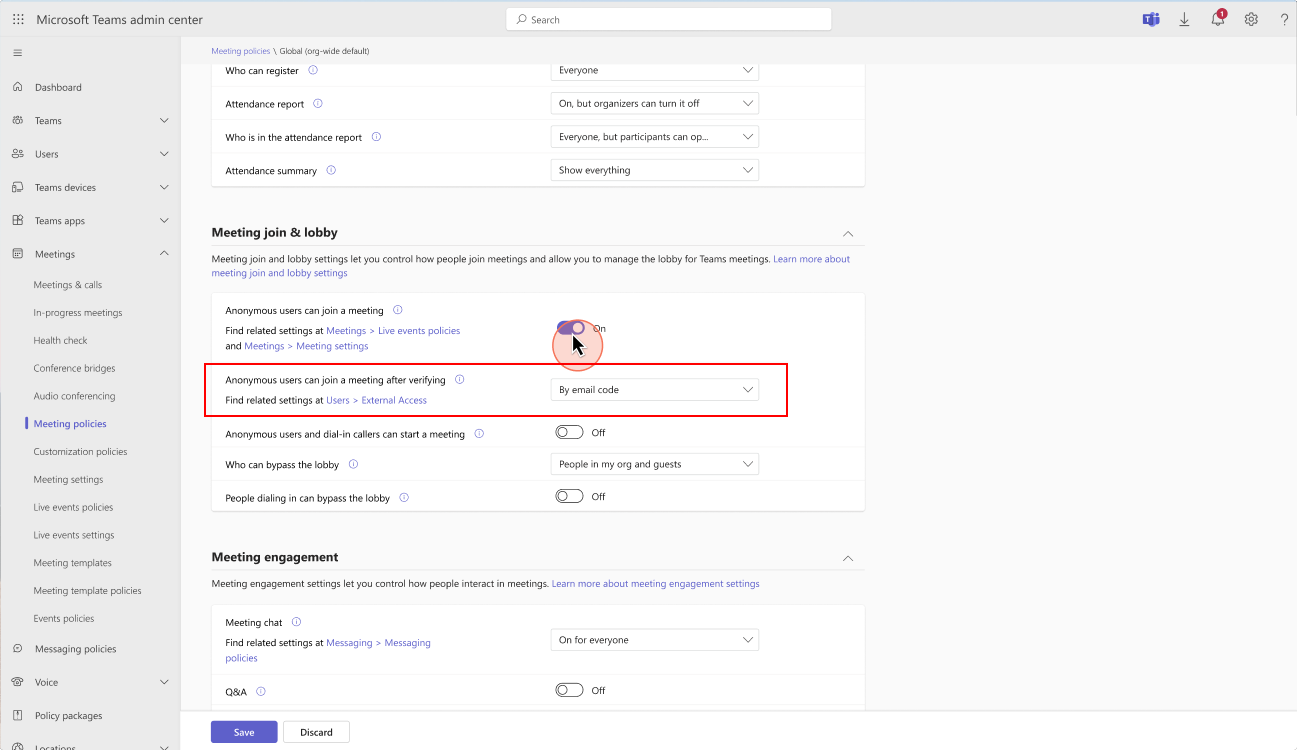 Microsoft Teams admin center
Search
1
Meeting policies \ Global (org-wide default)
Dashboard
Teams
Users
Teams devices
Teams apps
Meetings
Meetings & calls
In-progress meetings
Health check
Conference bridges
Audio conferencing
Meeting policies
Customization policies
Meeting settings
Live events policies
Live events settings
Meeting templates
Meeting template policies
Events policies
Messaging policies
Voice
Policy packages
Locations
Who can register
Everyone
Attendance report
On, but organizers can turn it off
Who is in the attendance report
Everyone, but participants can op...
Attendance summary
Show everything
Meeting join & lobby
Meeting join and lobby settings let you control how people join meetings and allow you to manage the lobby for Teams meetings. Learn more about
meeting join and lobby settings
Anonymous users can join a meeting
Find related settings at Meetings > Live events policies
and Meetings > Meeting settings
On
Anonymous users can join a meeting after verifying
Find related settings at Users > External Access
By email code
Anonymous users and dial-in callers can start a meeting
Off
Who can bypass the lobby
People in my org and guests
People dialing in can bypass the lobby
Off
Meeting engagement
Meeting engagement settings let you control how people interact in meetings. Learn more about meeting engagement settings
Meeting chat
Find related settings at Messaging > Messaging
policies
On for everyone
Q&A
Off
Save
Discard